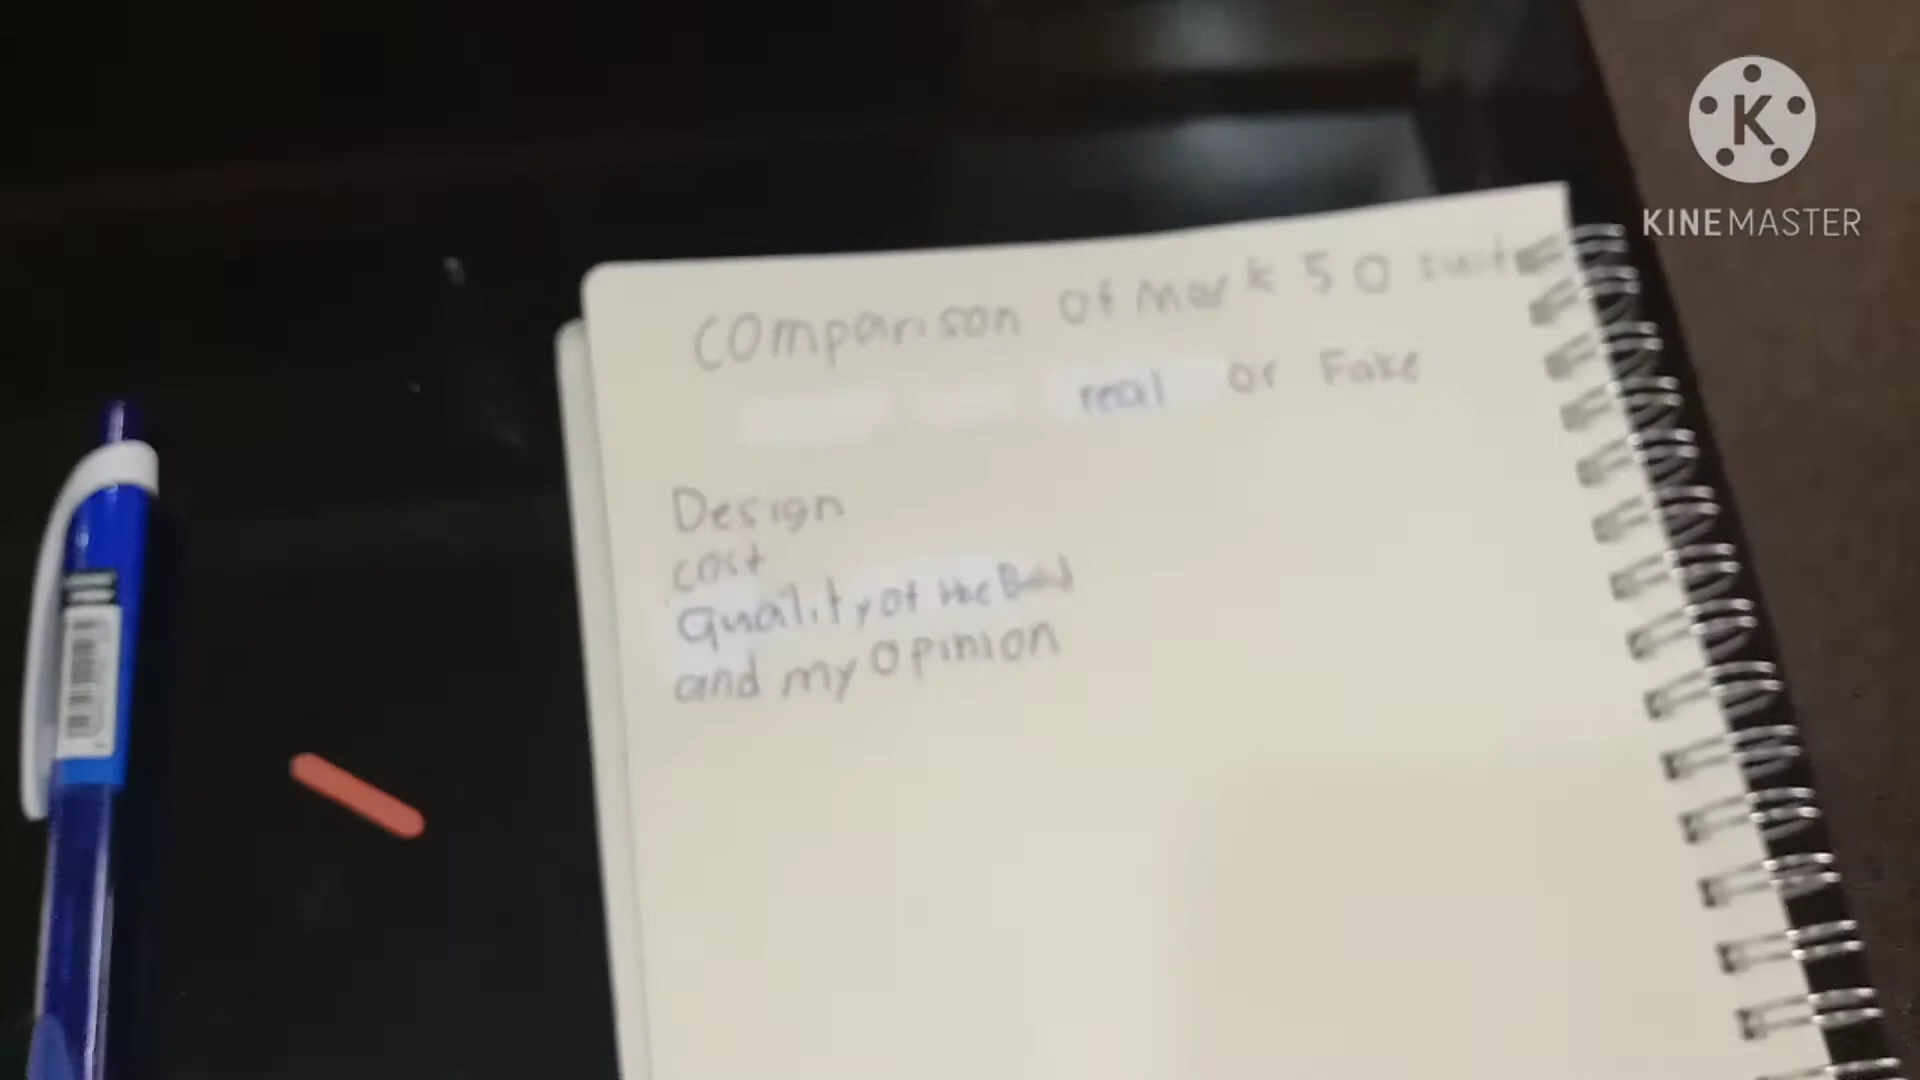 comparison of Mark 50 suit
real or Fake
Design
cost
quality of the
and my opinion
KINEMASTER